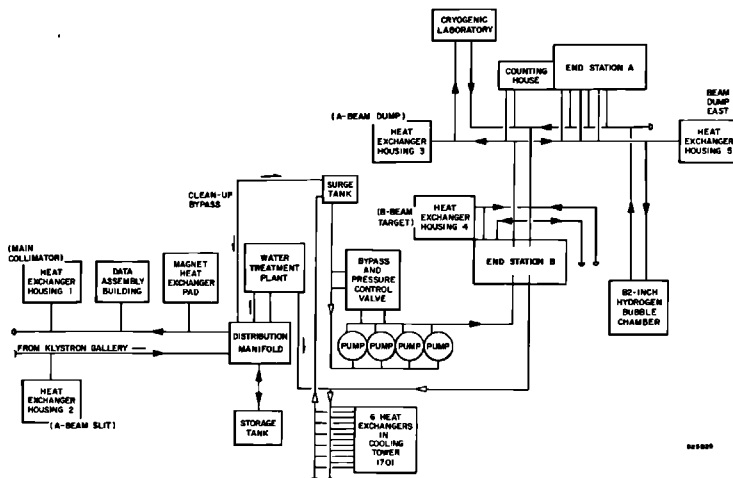 CRYOGENIC
LABORATORY
COUNTING
HOUSE
END STATION A
BEAM
DUMP
EAST
(A-BEAM DUMP)
HEAT
EXCHANGER
HOUSING 3
HEAT
EXCHANGER
HOUSING 5
CLEAN-UP
BYPASS
SURGE
TANK
(B-BEAM
TARGET)
HEAT
EXCHANGER
HOUSING 4
END STATION B
(MAIN
COLLIMATOR)
HEAT
EXCHANGER
HOUSING 1
DATA
ASSEMBLY
BUILDING
MAGNET
HEAT
EXCHANGER
PAD
WATER
TREATMENT
PLANT
BYPASS
AND
PRESSURE
CONTROL
VALVE
82-INCH
HYDROGEN
BUBBLE
CHAMBER
FROM KLYSTRON GALLERY
DISTRIBUTION
MANIFOLD
PUMP
PUMP
PUMP
PUMP
HEAT
EXCHANGER
HOUSING 2
(A-BEAM SLIT)
STORAGE
TANK
6 HEAT
EXCHANGERS
IN
COOLING
TOWER
1701